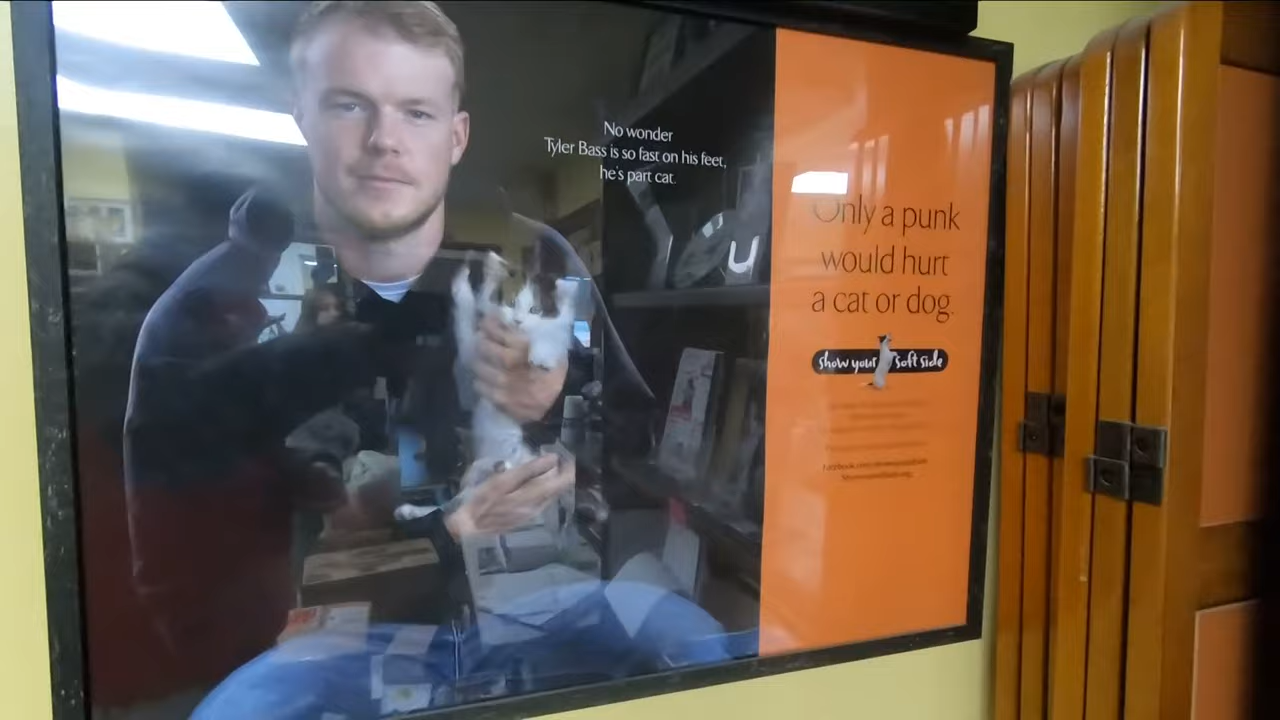 No wonder
Tyler Bass is so fast on his feet,
he's part cat.
Only a punk
would hurt
a cat or dog.
show your soft side